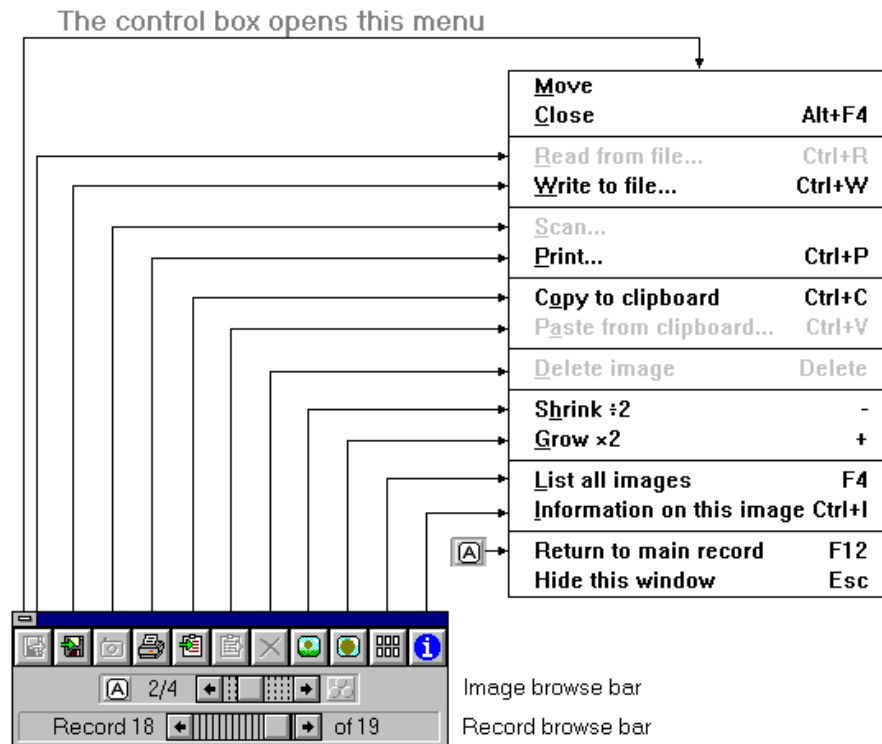 The control box opens this menu
Move
Close Alt+F4
Read from file... Ctrl+R
Write to file... Ctrl+W
Scan...
Print... Ctrl+P
Copy to clipboard Ctrl+C
Paste from clipboard... Ctrl+V
Delete image Delete
Shrink ÷2 -
Grow ×2 +
List all images F4
Information on this image Ctrl+I
A Return to main record F12
Hide this window Esc
i
A 2/4 Image browse bar
Record 18 of 19 Record browse bar